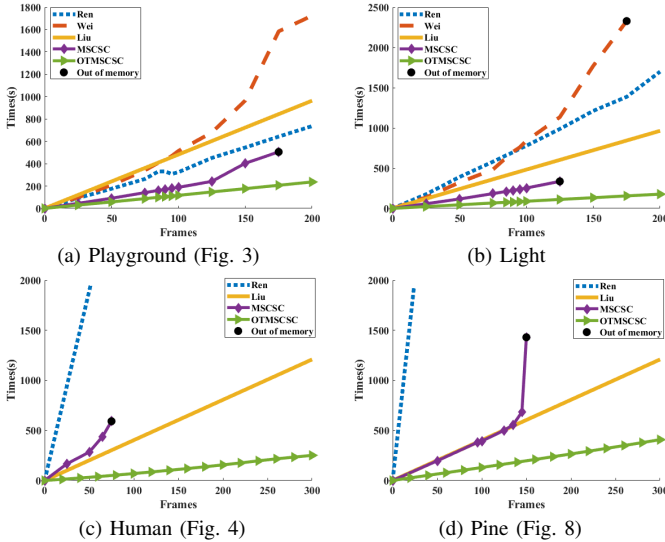 1800
1600
1400
1200
1000
800
600
400
200
0
Times(s)
Ren
Wei
Liu
MSCSC
OTMSCSC
Out of memory
0 50 100 150 200
Frames
(a) Playground (Fig. 3)
2500
2000
1500
1000
500
0
Times(s)
Ren
Wei
Liu
MSCSC
OTMSCSC
Out of memory
0 50 100 150 200
Frames
(b) Light
2000
1500
1000
500
0
Times(s)
Ren
Liu
MSCSC
OTMSCSC
Out of memory
0 50 100 150 200 250 300
Frames
(c) Human (Fig. 4)
2000
1500
1000
500
0
Times(s)
Ren
Liu
MSCSC
OTMSCSC
Out of memory
0 50 100 150 200 250 300
Frames
(d) Pine (Fig. 8)